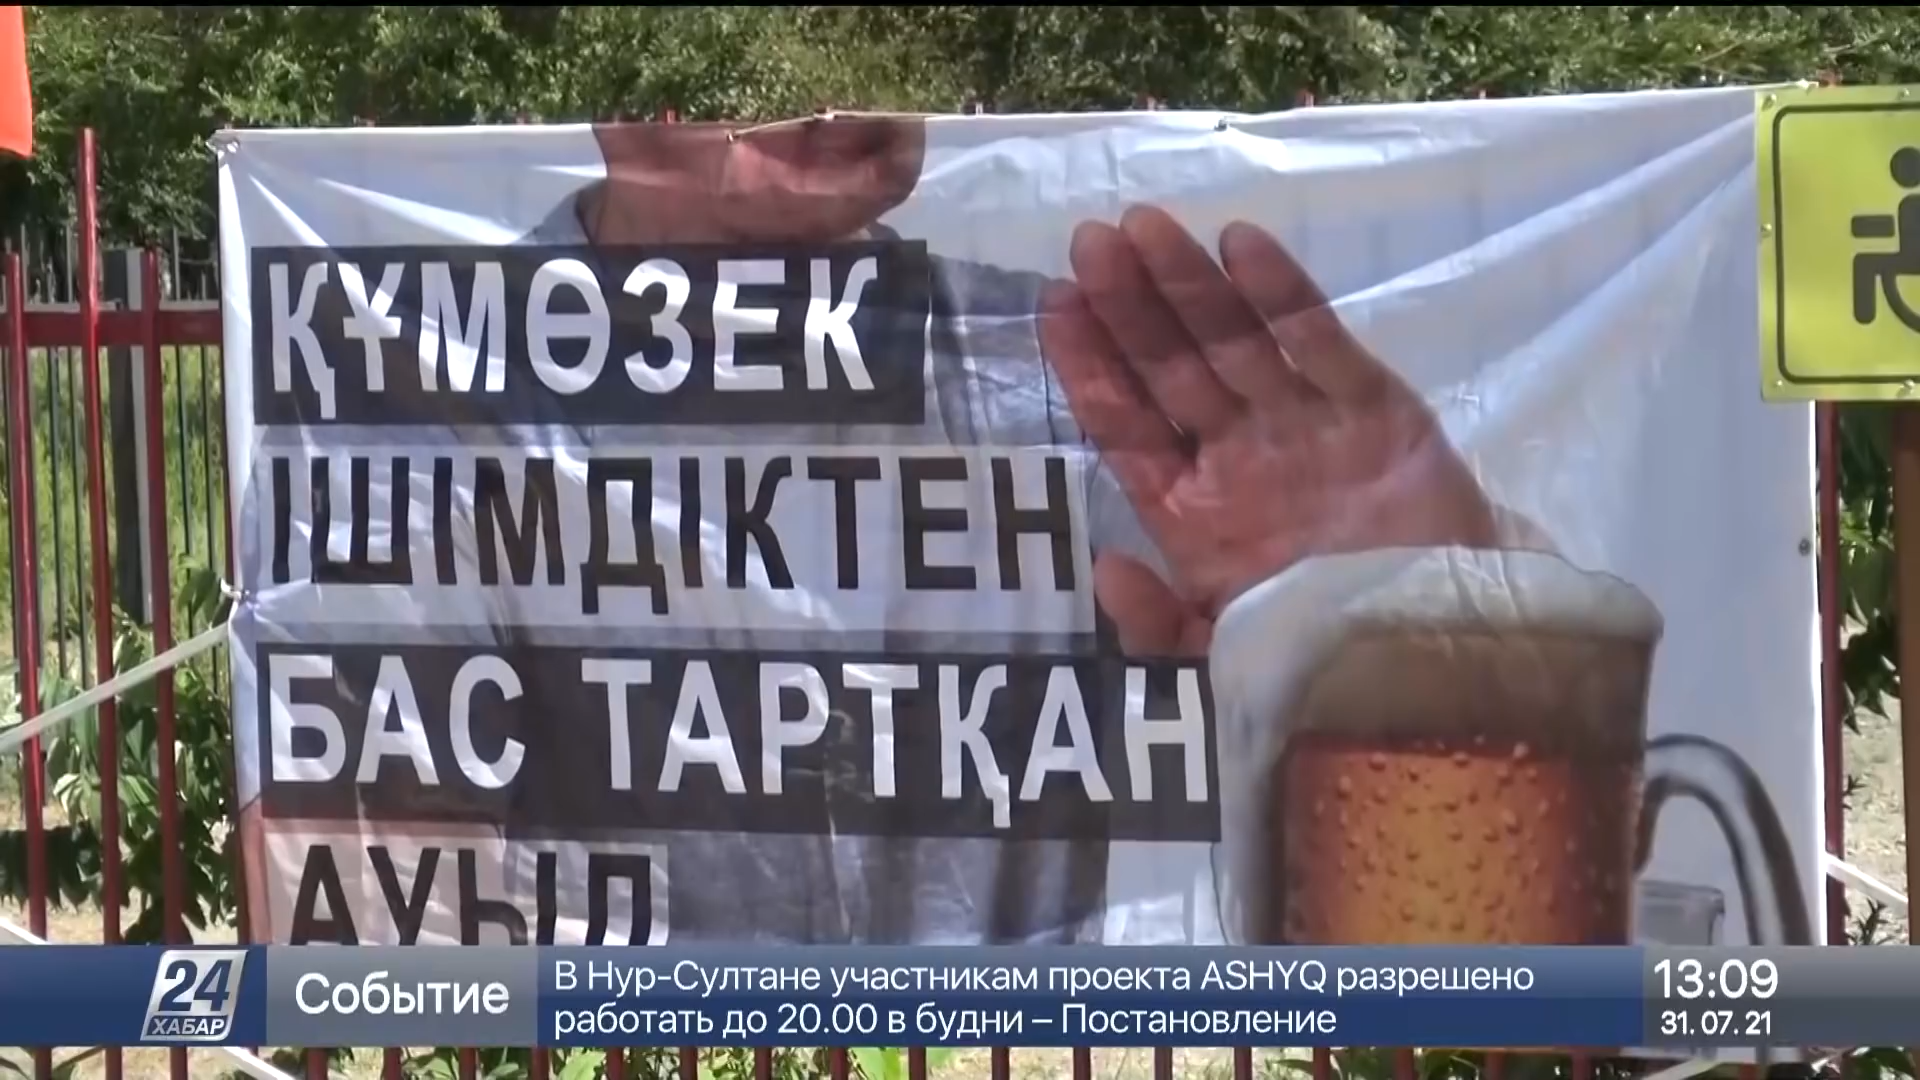 ҚҰМӨЗЕК
ІШІМДІКТЕН
БАС ТАРТҚАН
АУЫЛ
24
ХАБАР
Событие
В Нур-Султане участникам проекта ASHYQ разрешено
работать до 20.00 в будни – Постановление
13:09
31. 07. 21